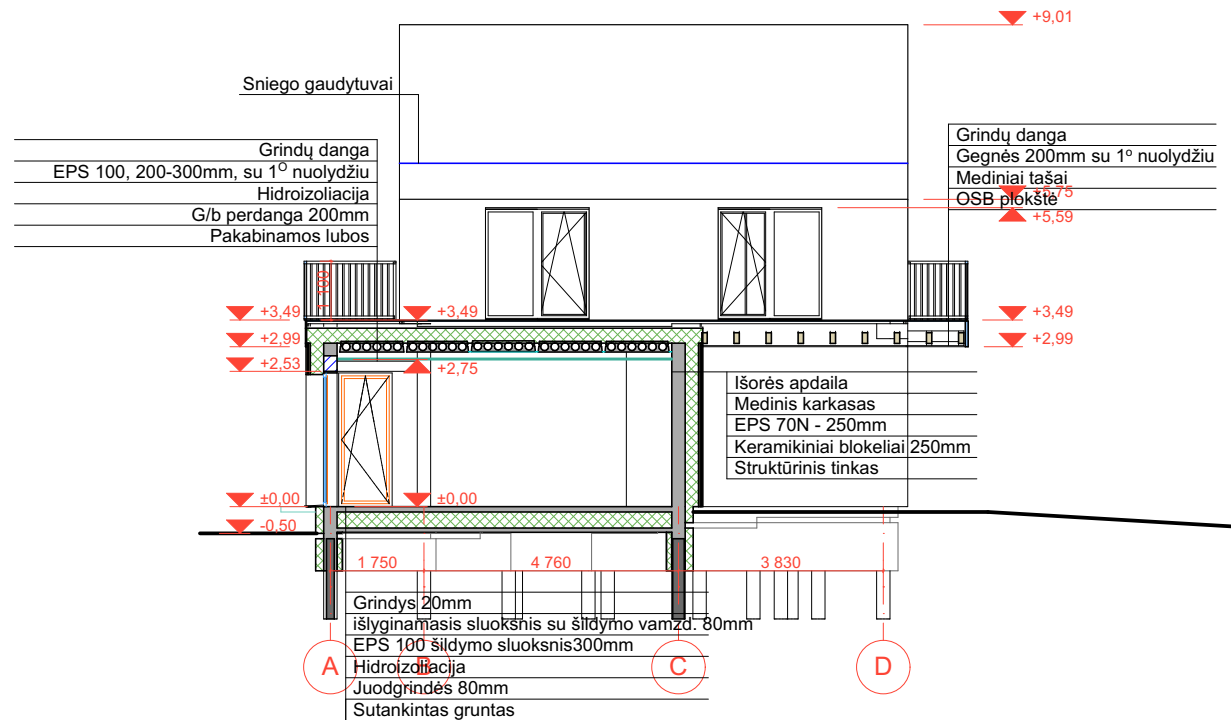 +9,01
Sniego gaudytuvai
Grindų danga
EPS 100, 200-300mm, su 1⁰ nuolydžiu
Hidroizoliacija
G/b perdanga 200mm
Pakabinamos lubos
Grindų danga
Gegnės 200mm su 1⁰ nuolydžiu
Mediniai tašai
OSB plokštė
+5,75
+5,59
1 100
+3,49
+3,49
+3,49
+2,99
+2,99
+2,53
+2,75
Išorės apdaila
Medinis karkasas
EPS 70N - 250mm
Keramikiniai blokeliai 250mm
Struktūrinis tinkas
±0,00
±0,00
-0,50
1 750
4 760
3 830
Grindys 20mm
išlyginamasis sluoksnis su šildymo vamzd. 80mm
EPS 100 šildymo sluoksnis300mm
Hidroizoliacija
Juodgrindės 80mm
Sutankintas gruntas
A
B
C
D